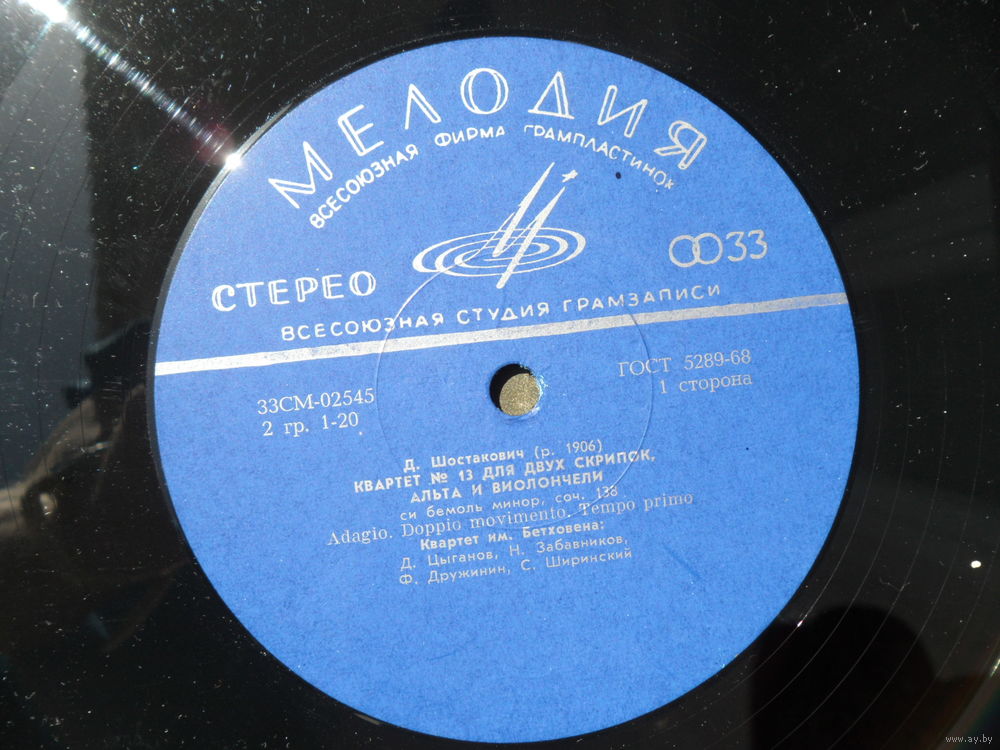 МЕЛОДИЯ
ВСЕСОЮЗНАЯ ФИРМА ГРАМПЛАСТИНОК
СТЕРЕО
33
ВСЕСОЮЗНАЯ СТУДИЯ ГРАМЗАПИСИ
33СМ-02545
2 гр. 1-20
ГОСТ 5289-68
1 сторона
Д. Шостакович (р. 1906)
КВАРТЕТ № 13 ДЛЯ ДВУХ СКРИПОК,
АЛЬТА И ВИОЛОНЧЕЛИ
си бемоль минор, соч. 138
Adagio. Doppio movimento. Tempo primo
Квартет им. Бетховена:
Д. Цыганов, Н. Забавников,
Ф. Дружинин, С. Ширинский
www.ay.by